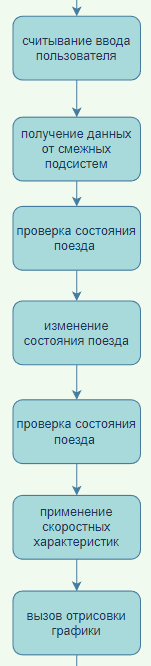 считывание ввода
пользователя
получение данных
от смежных
подсистем
проверка состояния
поезда
изменение
состояния поезда
проверка состояния
поезда
применение
скоростных
характеристик
вызов отрисовки
графики